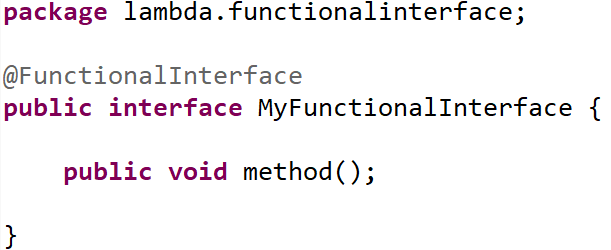 package lambda.functionalinterface;
@FunctionalInterface
public interface MyFunctionalInterface {
public void method();
}